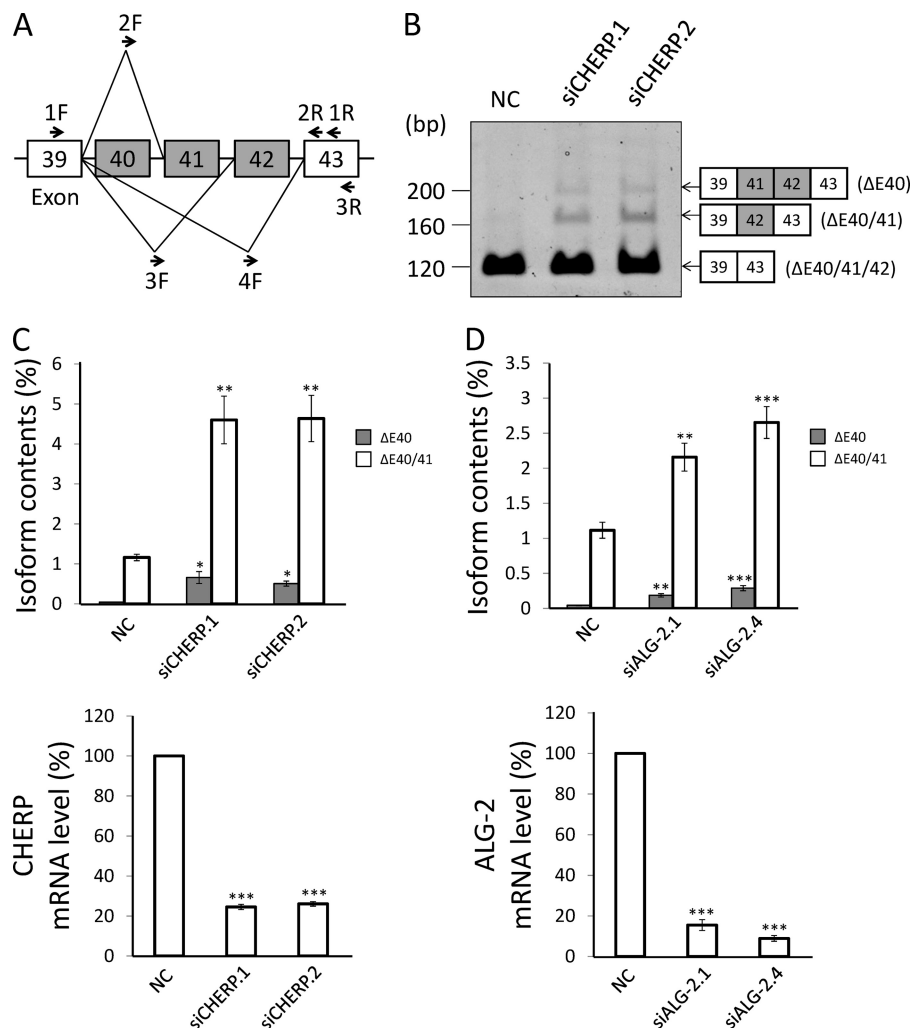 A
2F
1F
2R 1R
39 40 41 42 43
Exon
3R
3F
4F
B
NC
siCHERP.1
siCHERP.2
(bp)
200
160
120
39 41 42 43 (ΔE40)
39 42 43 (ΔE40/41)
39 43 (ΔE40/41/42)
C
Isoform contents (%)
6
5
4
3
2
1
0
** **
* *
ΔE40
ΔE40/41
NC
siCHERP.1
siCHERP.2
D
Isoform contents (%)
3.5
3
2.5
2
1.5
1
0.5
0
** ***
** ***
ΔE40
ΔE40/41
NC
siALG-2.1
siALG-2.4
CHERP
mRNA level (%)
120
100
80
60
40
20
0
*** ***
NC
siCHERP.1
siCHERP.2
ALG-2
mRNA level (%)
120
100
80
60
40
20
0
*** ***
NC
siALG-2.1
siALG-2.4